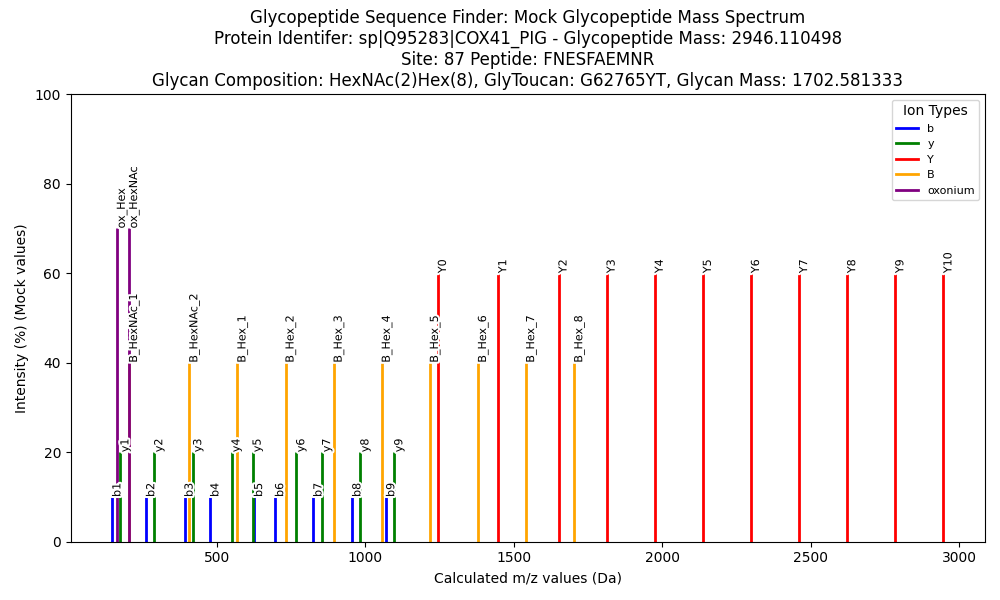 Glycopeptide Sequence Finder: Mock Glycopeptide Mass Spectrum
Protein Identifer: sp|Q95283|COX41_PIG - Glycopeptide Mass: 2946.110498
Site: 87 Peptide: FNESFAEMNR
Glycan Composition: HexNAc(2)Hex(8), GlyToucan: G62765YT, Glycan Mass: 1702.581333
100
80
60
40
20
0
Intensity (%) (Mock values)
Ion Types
b
y
Y
B
oxonium
ox_Hex
ox_HexNAc
B_HexNAc_1
B_HexNAc_2
B_Hex_1
B_Hex_2
B_Hex_3
B_Hex_4
B_Hex_5
B_Hex_6
B_Hex_7
B_Hex_8
Y0
Y1
Y2
Y3
Y4
Y5
Y6
Y7
Y8
Y9
Y10
y1
y2
y3
y4
y5
y6
y7
y8
y9
b1
b2
b3
b4
b5
b6
b7
b8
b9
500
1000
1500
2000
2500
3000
Calculated m/z values (Da)